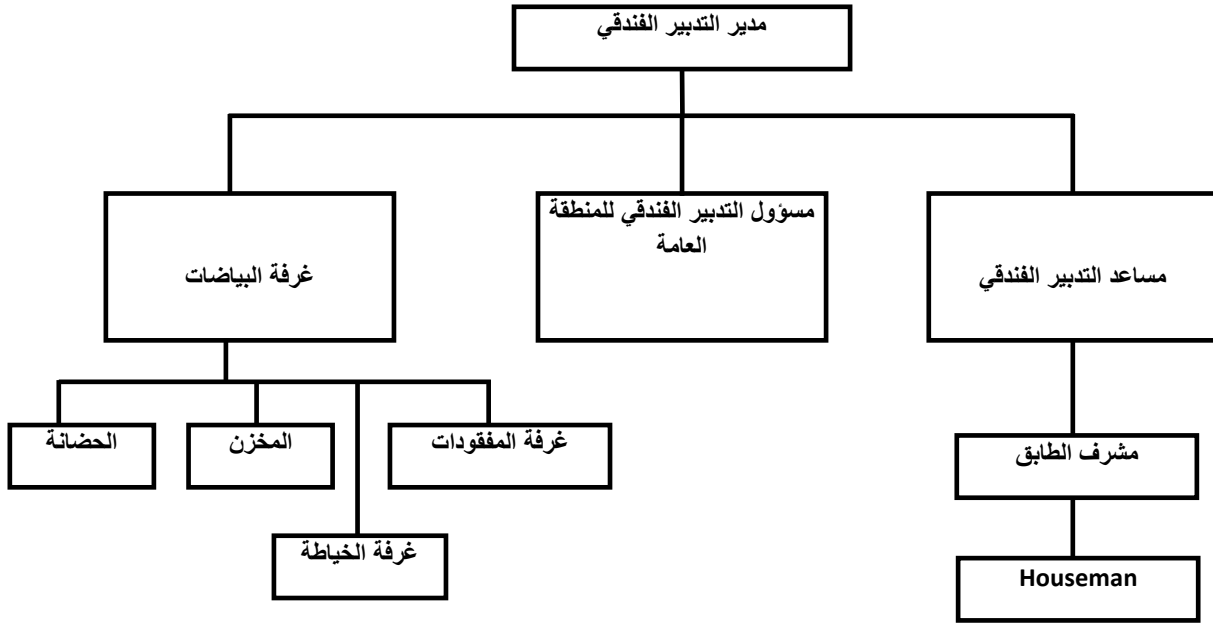 مدير التدبير الفندقي
مساعد التدبير الفندقي
مسؤول التدبير الفندقي للمنطقة
العامة
غرفة البياضات
غرفة المفقودات
المخزن
الحضانة
مشرف الطابق
غرفة الخياطة
Houseman